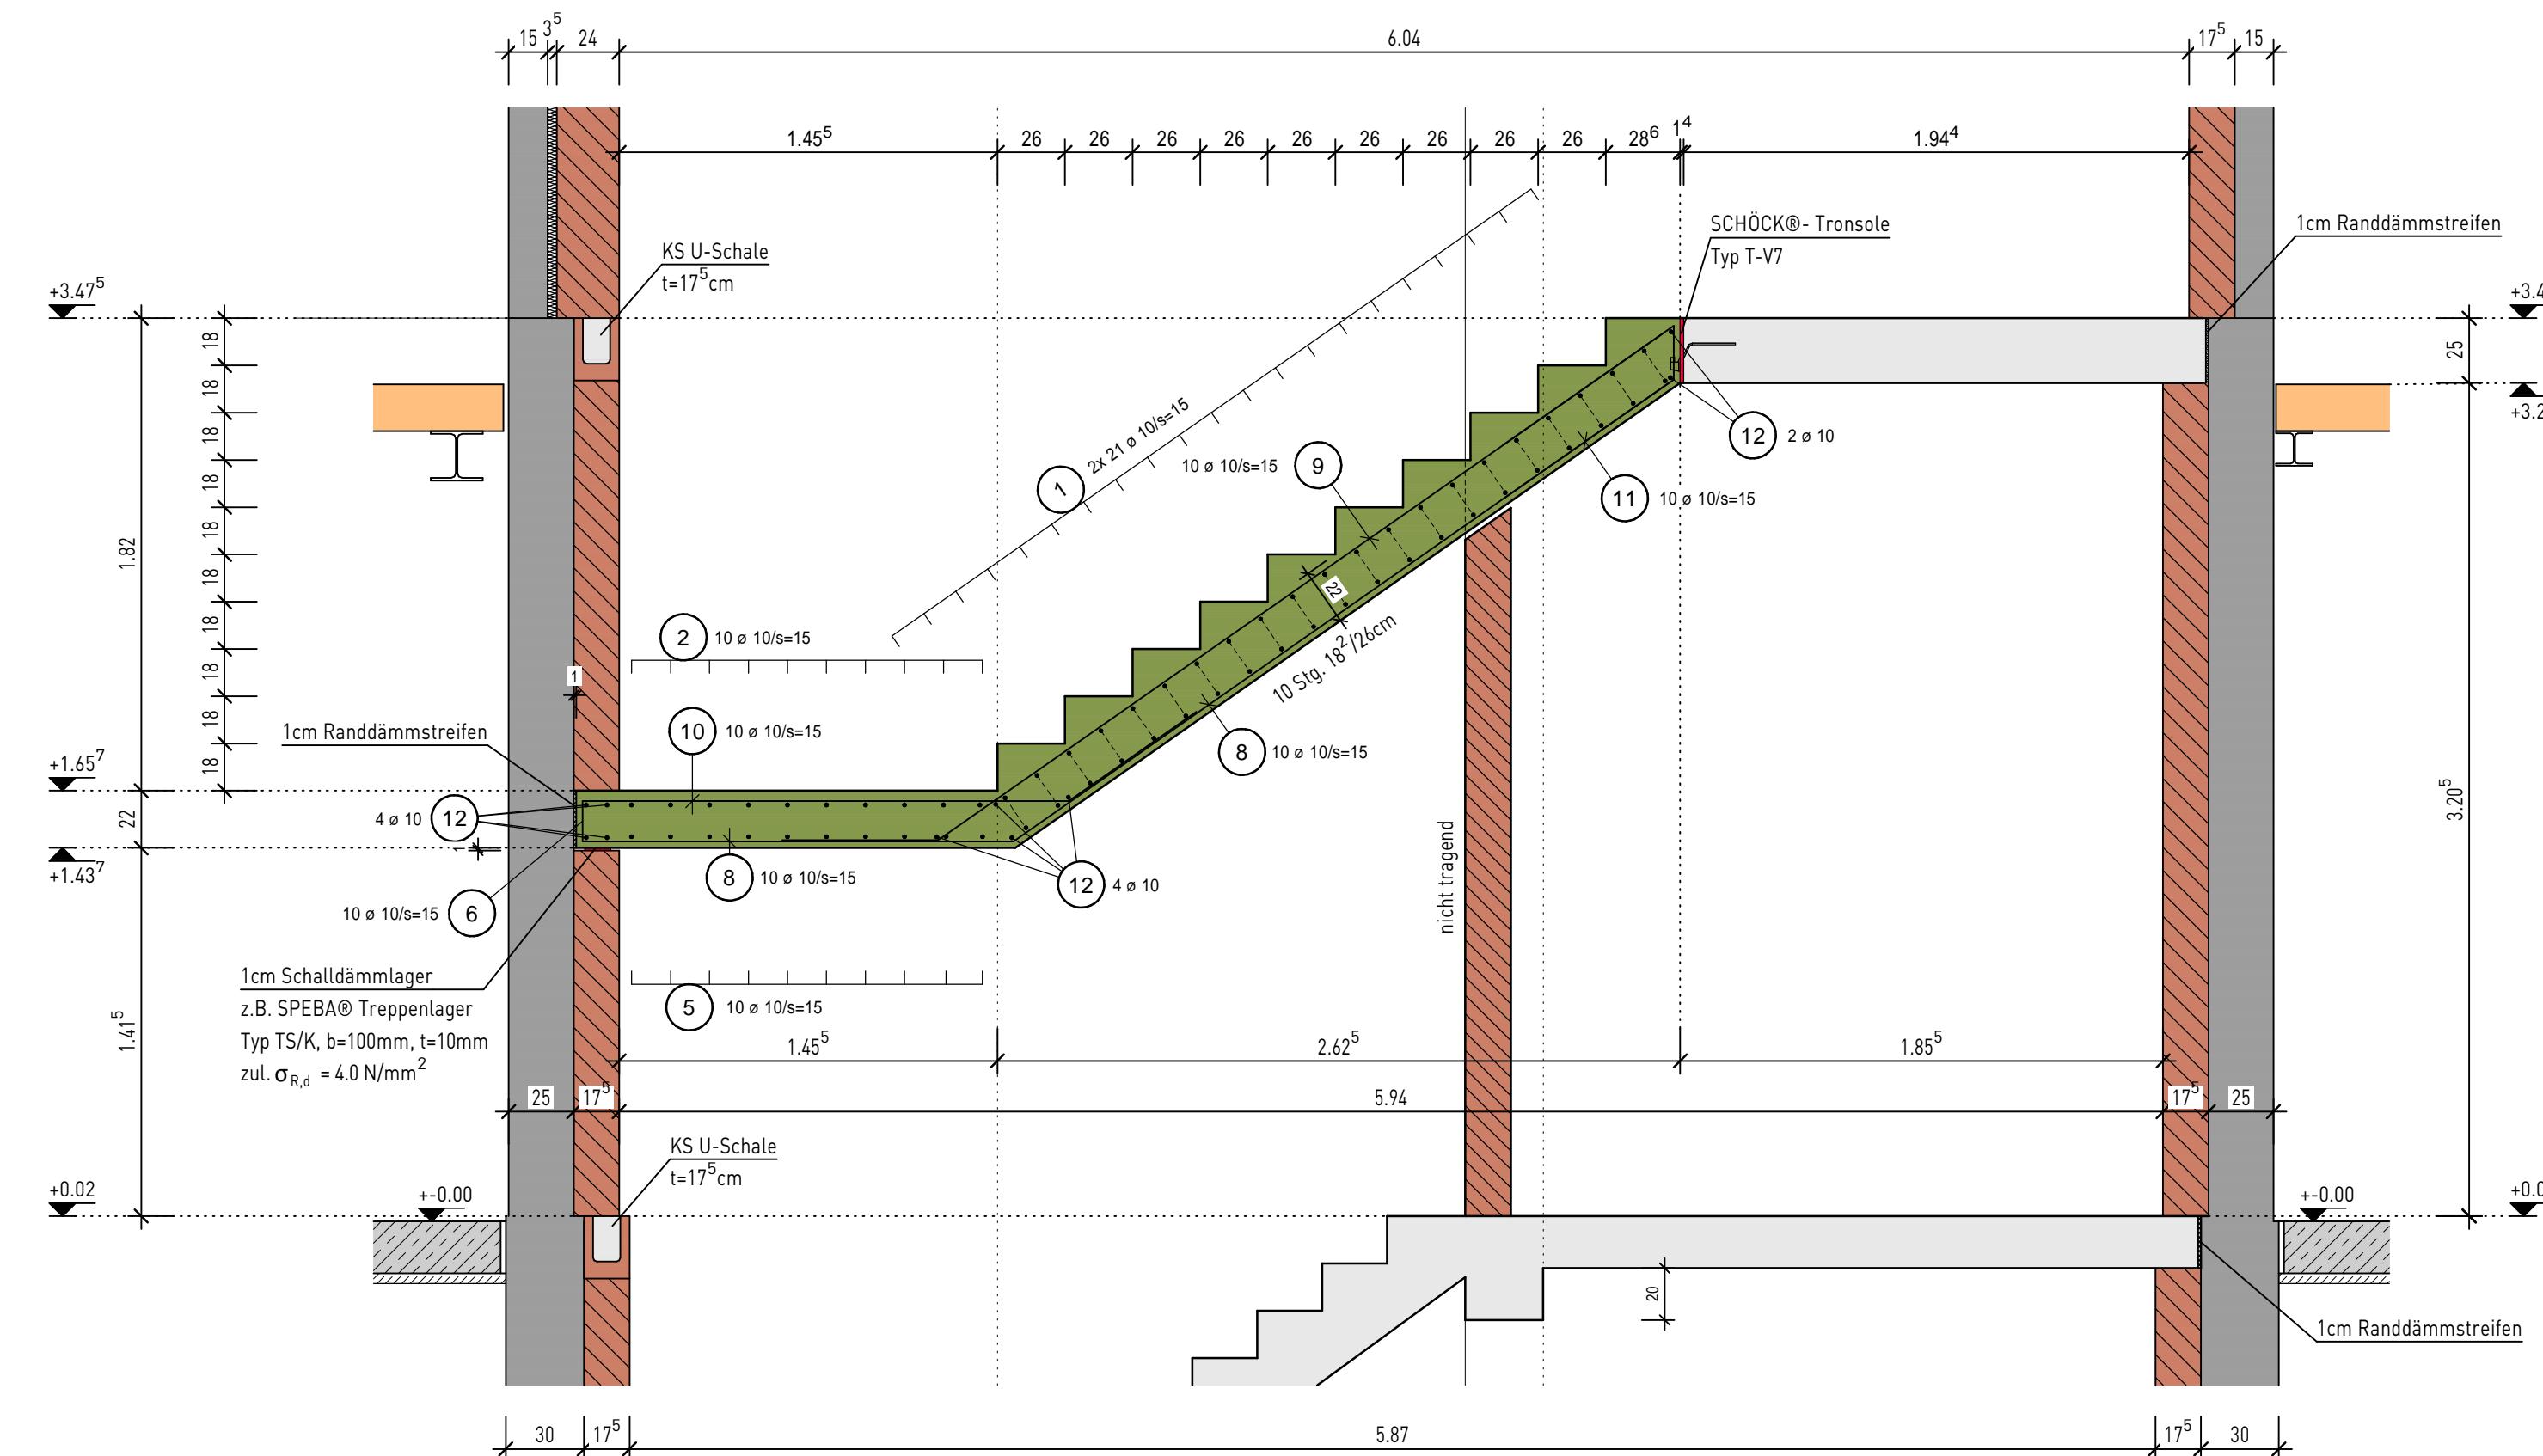 15 3⁵ 24 6.04 17⁵ 15
1.45⁵ 26 26 26 26 26 26 26 26 26 28⁶ 1⁴ 1.94⁴
SCHÖCK®- Tronsole
Typ T-V7
1cm Randdämmstreifen
KS U-Schale
t=17⁵cm
+3.47⁵
+3.4
18
18
18
18
18
18
18
18
18
18
1.82
25
+3.2
1 2x 21 ø 10/s=15
10 ø 10/s=15 9
12 2 ø 10
11 10 ø 10/s=15
22
10 Stg. 18²/26cm
2 10 ø 10/s=15
1
10 10 ø 10/s=15
8 10 ø 10/s=15
1cm Randdämmstreifen
+1.65⁷
22
4 ø 10 12
1
+1.43⁷
8 10 ø 10/s=15
12 4 ø 10
10 ø 10/s=15 6
nicht tragend
3.20⁵
1cm Schalldämmlager
z.B. SPEBA® Treppenlager
Typ TS/K, b=100mm, t=10mm
zul. σ R,d = 4.0 N/mm²
5 10 ø 10/s=15
1.41⁵
1.45⁵ 2.62⁵ 1.85⁵
25 17⁵ 5.94 17⁵ 25
KS U-Schale
t=17⁵cm
+0.02
+-0.00
+-0.00
+0.0
20
1cm Randdämmstreifen
30 17⁵ 5.87 17⁵ 30